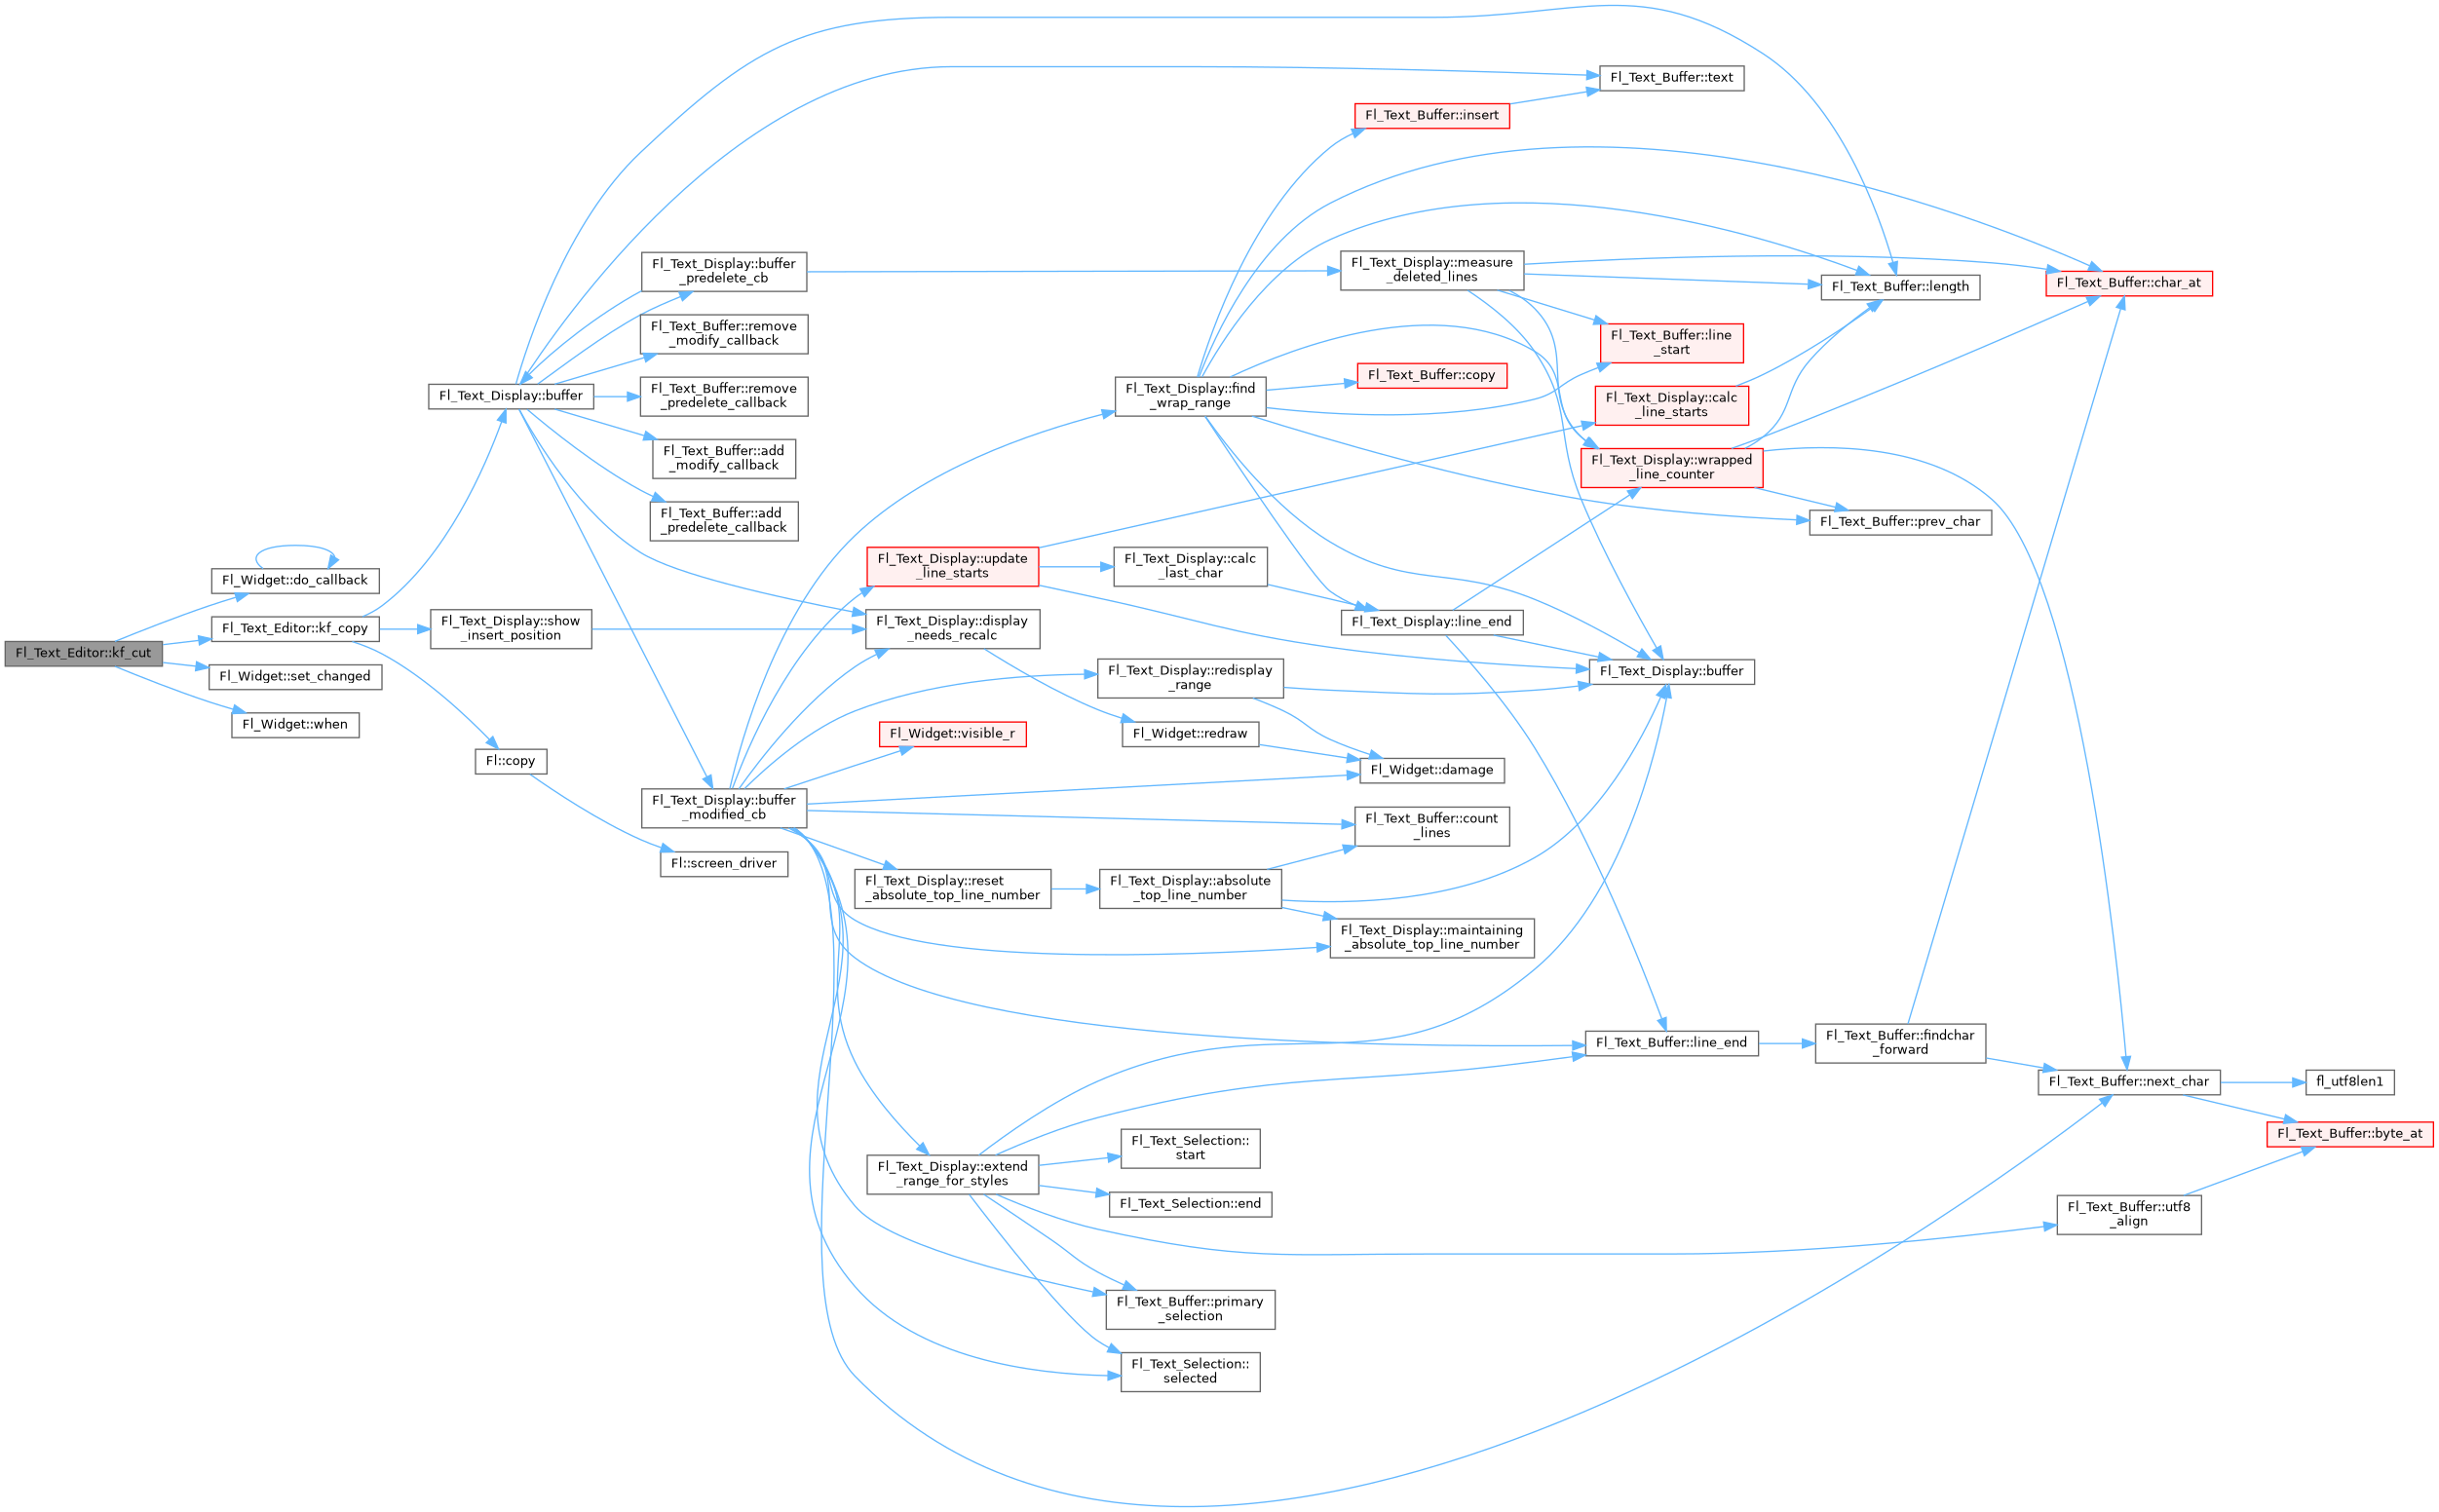 Fl_Text_Editor::kf_cut
Fl_Widget::do_callback
Fl_Text_Editor::kf_copy
Fl_Widget::set_changed
Fl_Widget::when
Fl_Text_Display::buffer
Fl_Text_Display::show
_insert_position
Fl::copy
Fl_Text_Display::buffer
_predelete_cb
Fl_Text_Buffer::remove
_modify_callback
Fl_Text_Buffer::remove
_predelete_callback
Fl_Text_Buffer::add
_modify_callback
Fl_Text_Buffer::add
_predelete_callback
Fl_Text_Display::buffer
_modified_cb
Fl::screen_driver
Fl_Text_Display::update
_line_starts
Fl_Text_Display::display
_needs_recalc
Fl_Widget::visible_r
Fl_Text_Display::reset
_absolute_top_line_number
Fl_Text_Display::extend
_range_for_styles
Fl_Text_Display::find
_wrap_range
Fl_Text_Display::calc
_last_char
Fl_Text_Display::redisplay
_range
Fl_Widget::redraw
Fl_Text_Display::absolute
_top_line_number
Fl_Text_Selection::
start
Fl_Text_Selection::end
Fl_Text_Buffer::primary
_selection
Fl_Text_Selection::
selected
Fl_Text_Buffer::insert
Fl_Text_Display::measure
_deleted_lines
Fl_Text_Buffer::copy
Fl_Text_Display::line_end
Fl_Widget::damage
Fl_Text_Buffer::count
_lines
Fl_Text_Display::maintaining
_absolute_top_line_number
Fl_Text_Buffer::text
Fl_Text_Buffer::line
_start
Fl_Text_Display::calc
_line_starts
Fl_Text_Display::wrapped
_line_counter
Fl_Text_Display::buffer
Fl_Text_Buffer::line_end
Fl_Text_Buffer::length
Fl_Text_Buffer::prev_char
Fl_Text_Buffer::findchar
_forward
Fl_Text_Buffer::char_at
Fl_Text_Buffer::next_char
Fl_Text_Buffer::utf8
_align
fl_utf8len1
Fl_Text_Buffer::byte_at